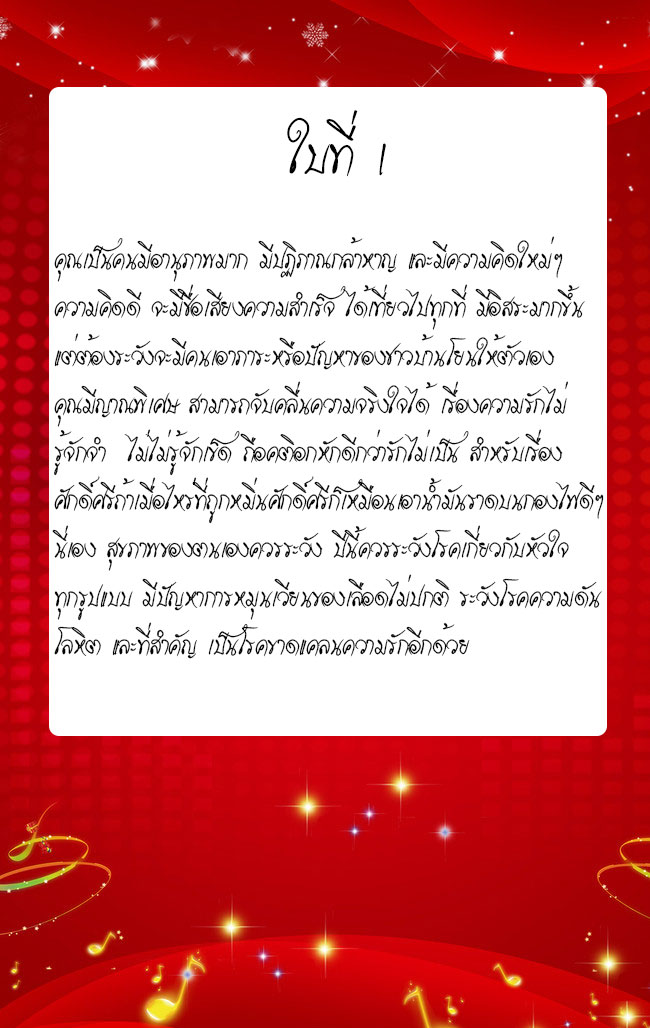 ใบที่ 1
คุณเป็นคนมีอานุภาพมาก มีปฏิภาณกล้าหาญ และมีความคิดใหม่ๆ
ความคิดดี จะมีชื่อเสียงความสำเร็จ ได้เที่ยวไปทุกที่ มีอิสระมากขึ้น
แต่ต้องระวังจะมีคนเอาภาระหรือปัญหาของชาวบ้านโยนให้ตัวเอง
คุณมีญาณพิเศษ สามารถจับคลื่นความจริงใจได้ เรื่องความรักไม่
รู้จักจำ ไม่ไม่รู้จักเข็ด ถือคติอกหักดีกว่ารักไม่เป็น สำหรับเรื่อง
ศักดิ์ศรีถ้าเมื่อไหร่ที่ถูกหมิ่นศักดิ์ศรีก็เหมือนเอาน้ำมันราดบนกองไฟดีๆ
นี่เอง สุขภาพของตนเองควรระวัง ปีนี้ควรระวังโรคเกี่ยวกับหัวใจ
ทุกรูปแบบ มีปัญหาการหมุนเวียนของเลือดไม่ปกติ ระวังโรคความดัน
โลหิต และที่สำคัญ เป็นโรคขาดแคลนความรักอีกด้วย